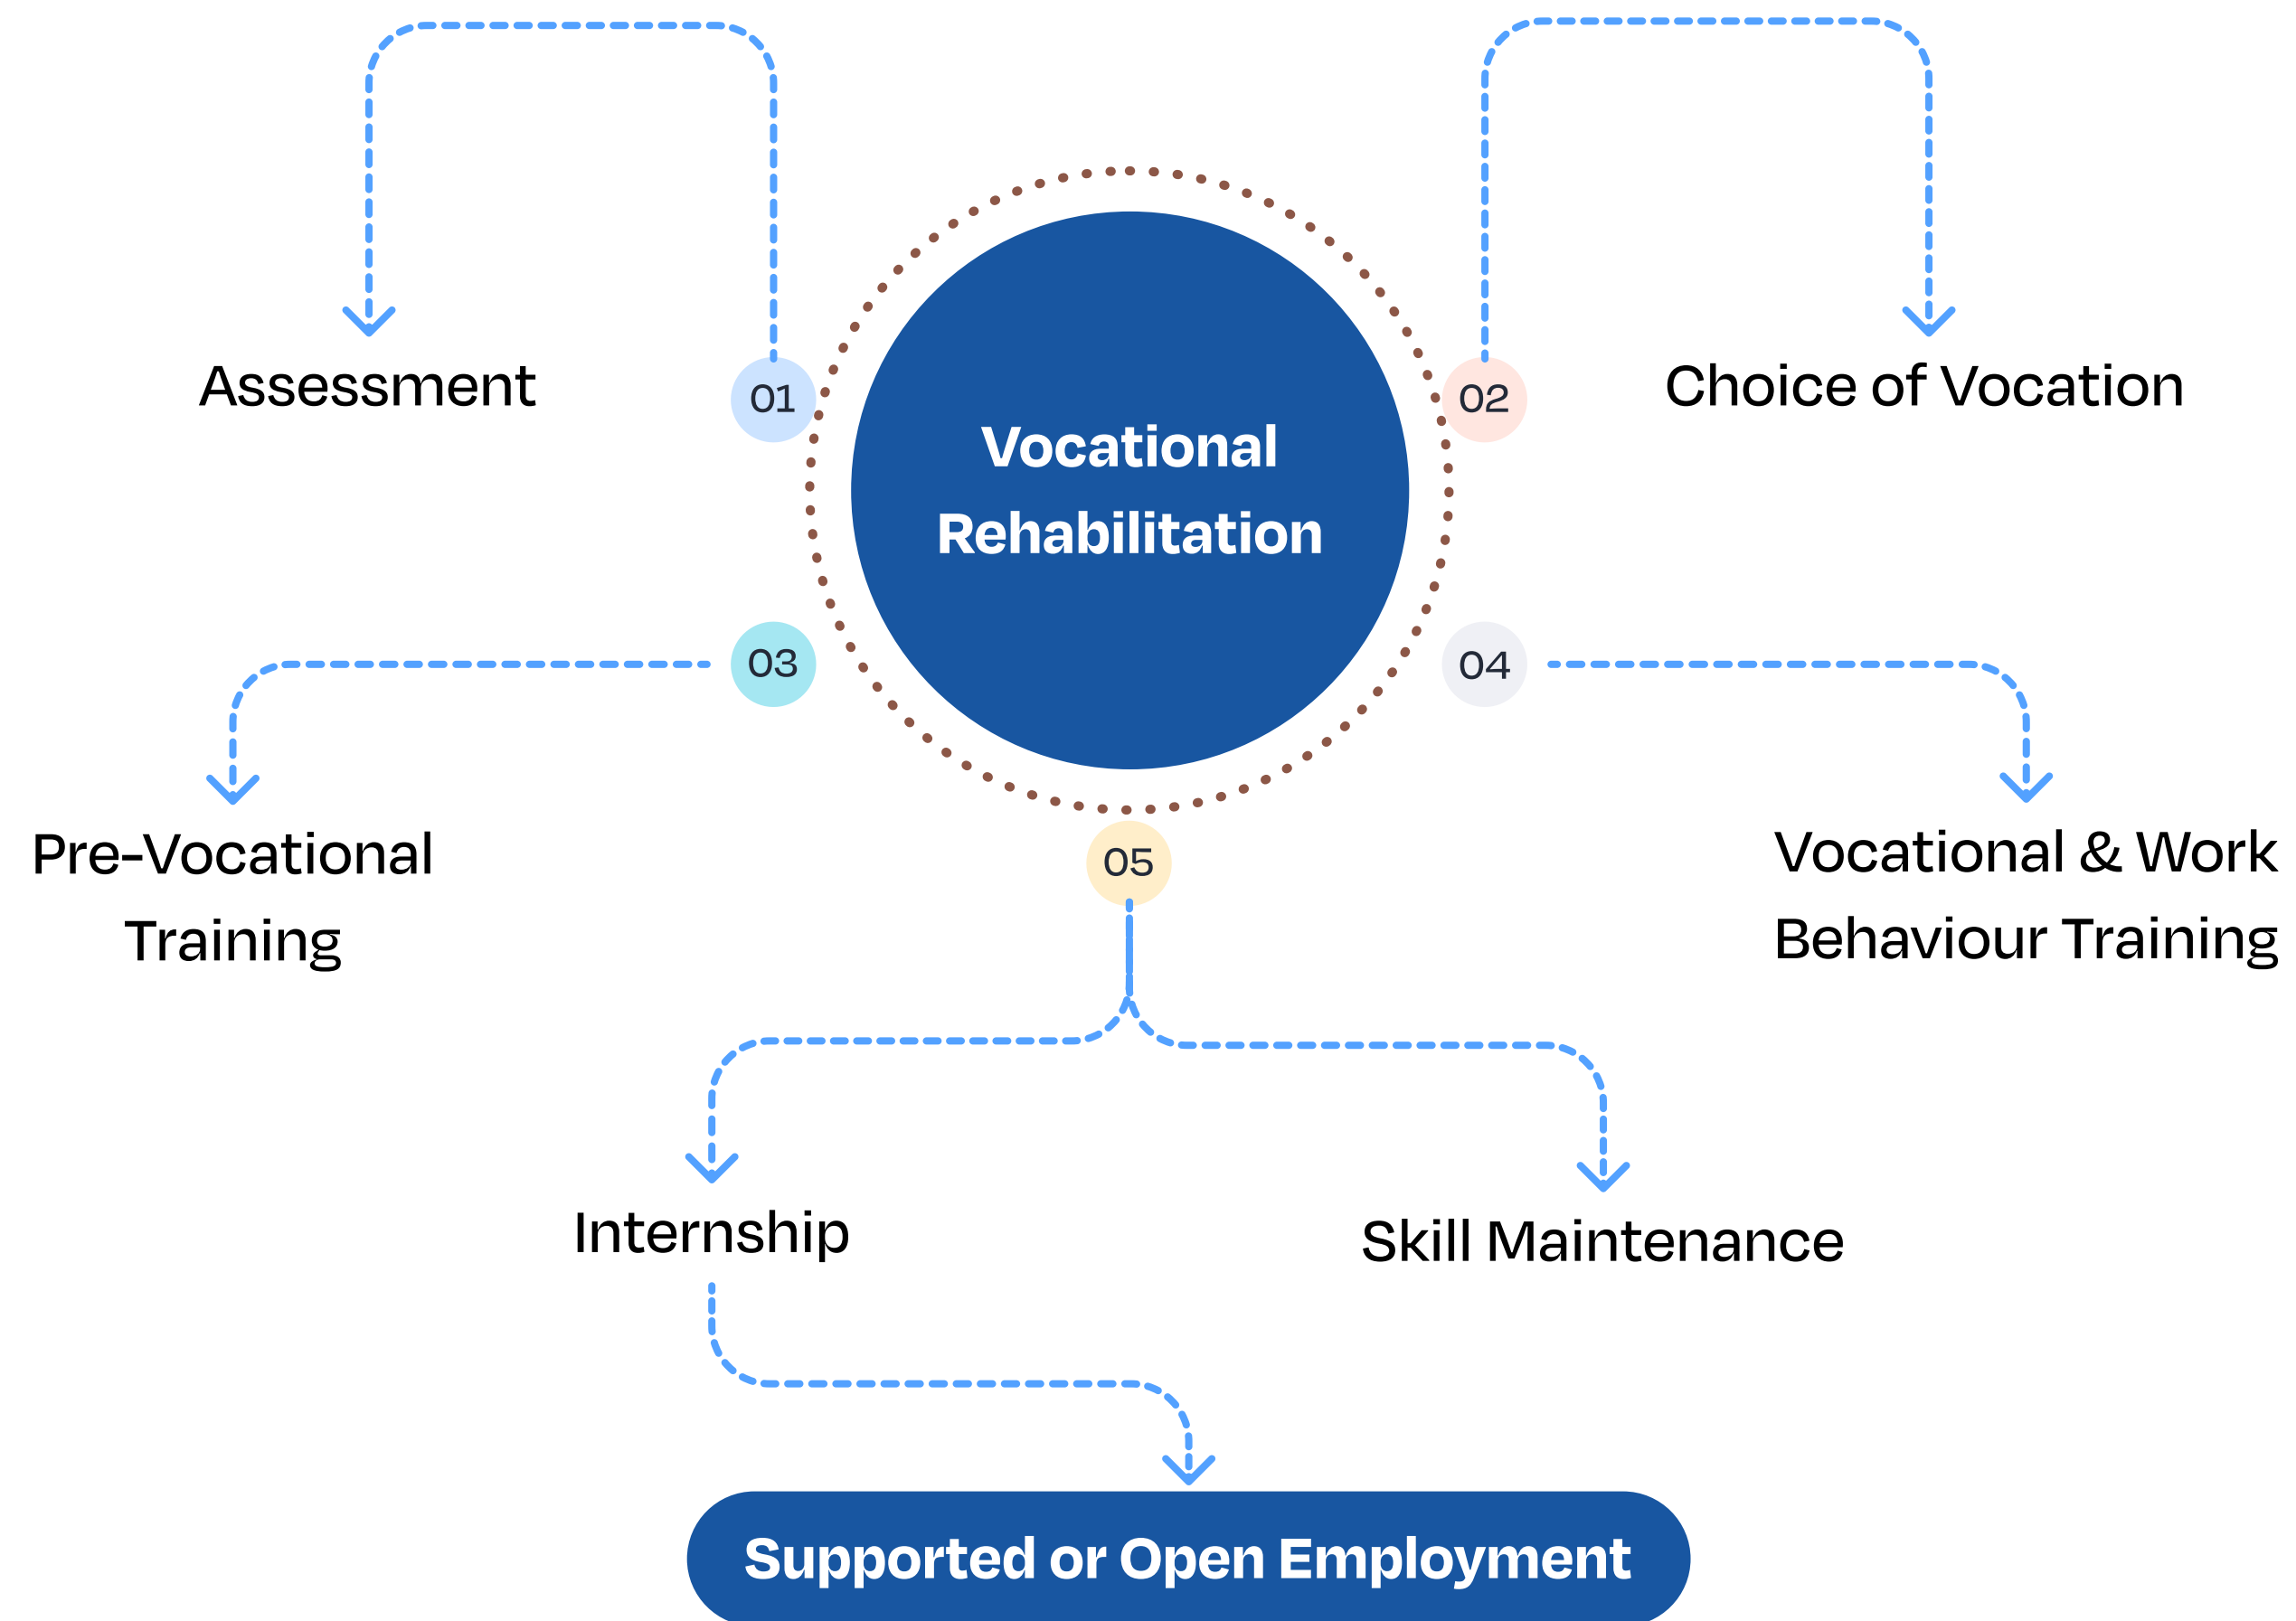 Vocational
Rehabilitation
01
Assessment
02
Choice of Vocation
03
Pre-Vocational
Training
04
Vocational & Work
Behaviour Training
05
Internship
Skill Maintenance
Supported or Open Employment